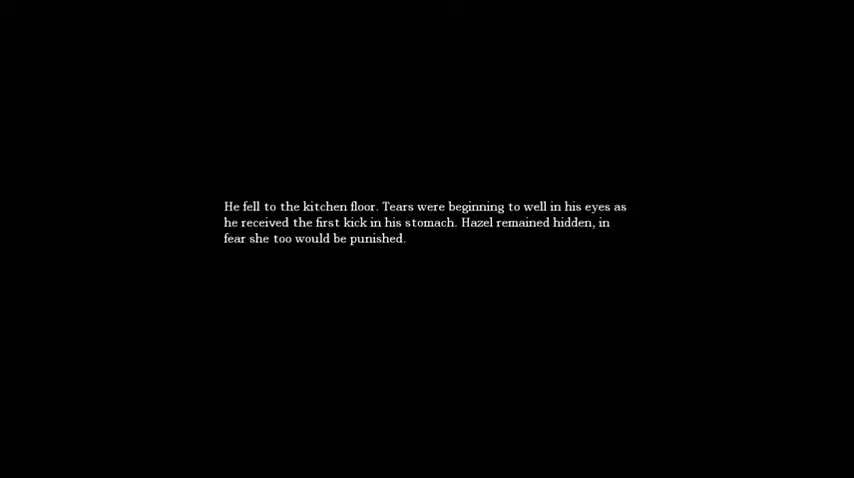 He fell to the kitchen floor. Tears were beginning to well in his eyes as
he received the first kick in his stomach. Hazel remained hidden, in
fear she too would be punished.